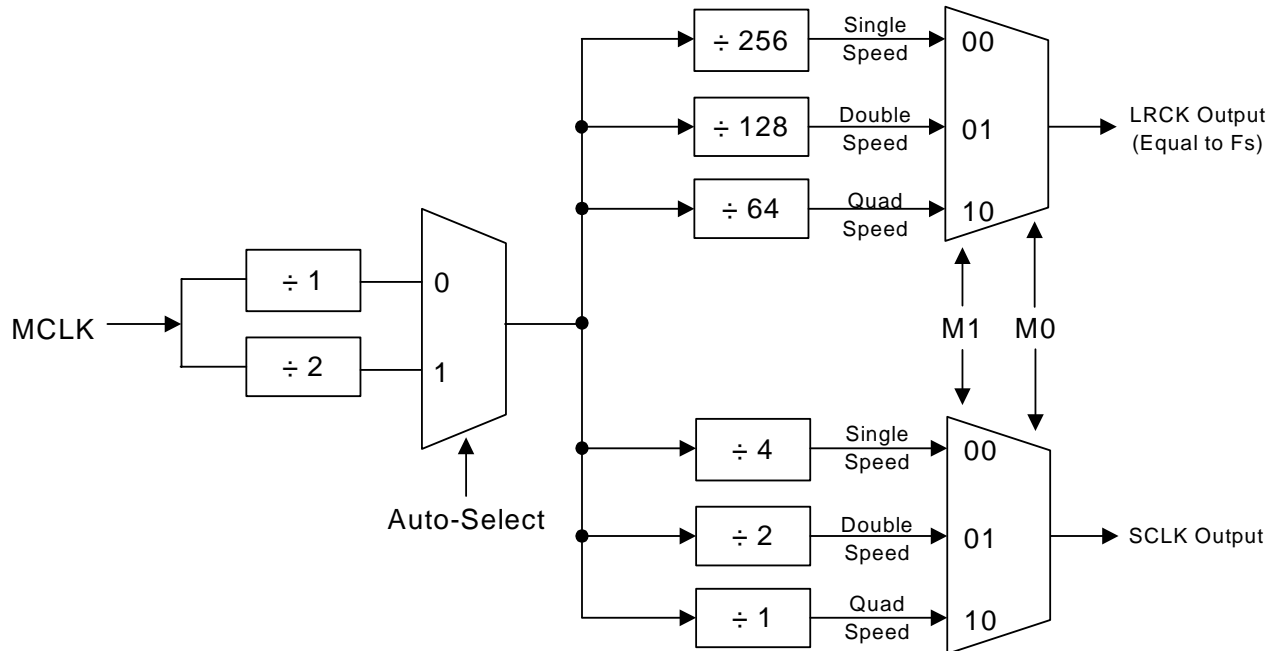 MCLK
÷ 1
÷ 2
0
1
Auto-Select
÷ 256
Single
Speed
00
÷ 128
Double
Speed
01
÷ 64
Quad
Speed
10
LRCK Output
(Equal to Fs)
M1
M0
÷ 4
Single
Speed
00
÷ 2
Double
Speed
01
÷ 1
Quad
Speed
10
SCLK Output